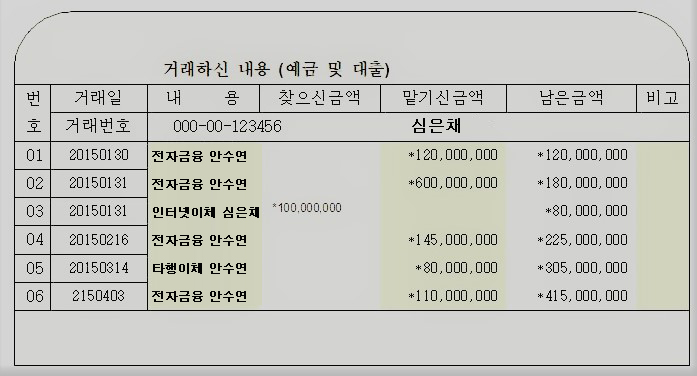 거래하신 내용 (예금 및 대출)
번호 거래일 내 용 찾으신금액 맡기신금액 남은금액 비고
거래번호 000-00-123456 심은채
01 20150130 전자금융 안수연 *120,000,000 *120,000,000
02 20150131 전자금융 안수연 *600,000,000 *180,000,000
03 20150131 인터넷이체 심은채 *100,000,000 *80,000,000
04 20150216 전자금융 안수연 *145,000,000 *225,000,000
05 20150314 타행이체 안수연 *80,000,000 *305,000,000
06 2150403 전자금융 안수연 *110,000,000 *415,000,000